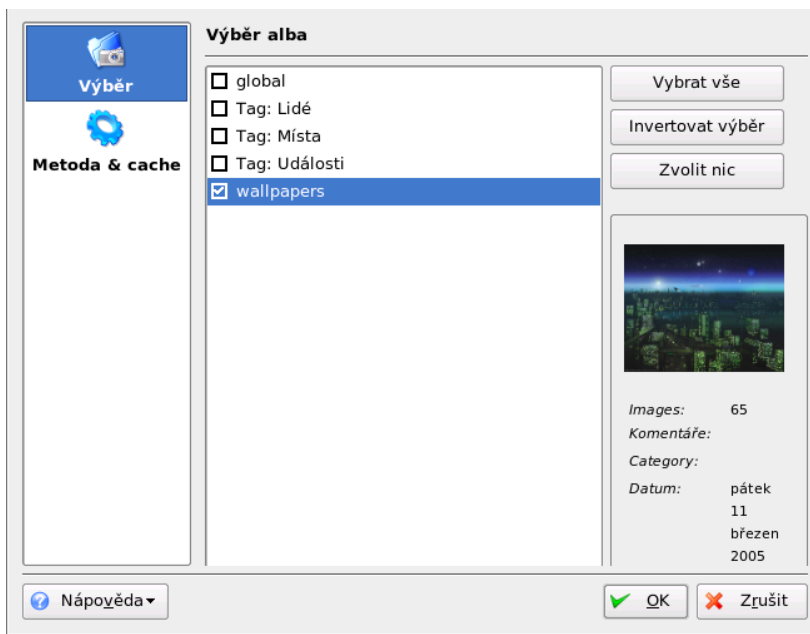 Výběr
Metoda & cache
Výběr alba
global
Tag: Lidé
Tag: Místa
Tag: Události
wallpapers
Vybrat vše
Invertovat výběr
Zvolit nic
Images: 65
Komentáře:
Category:
Datum: pátek
11
březen
2005
Nápověda
OK
Zrušit